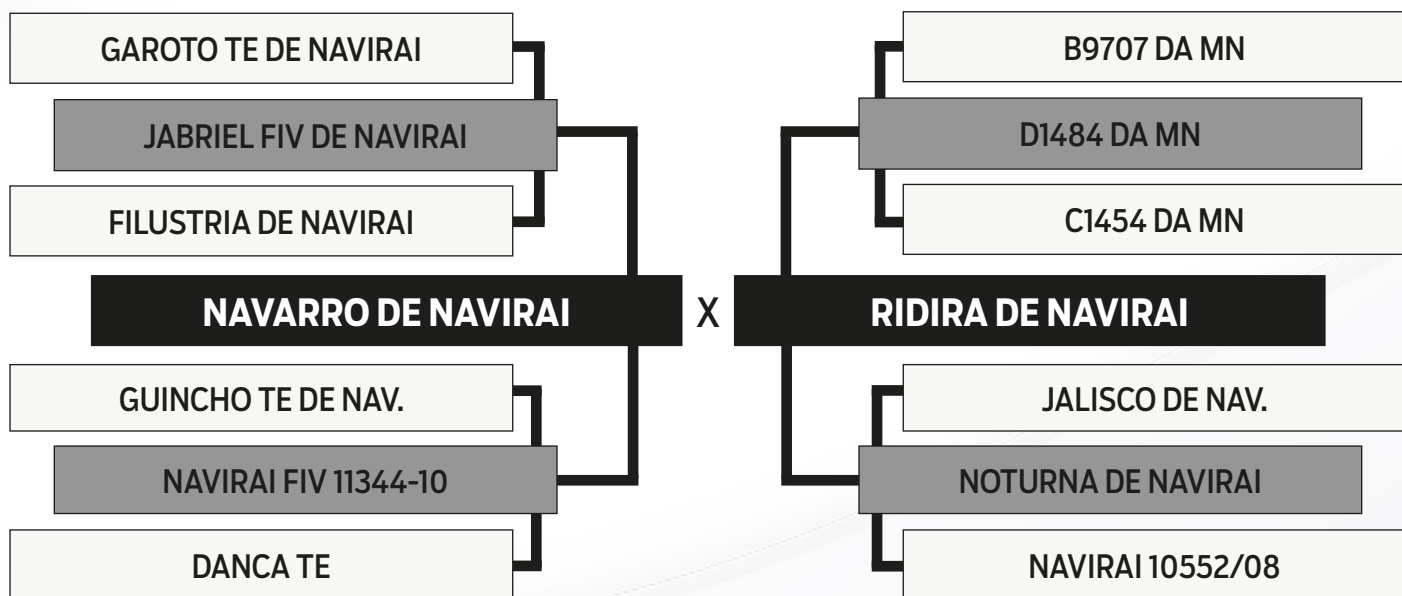 GAROTO TE DE NAVIRAI
JABRIEL FIV DE NAVIRAI
FILUSTRIA DE NAVIRAI
NAVARRO DE NAVIRAI
GUINCHO TE DE NAV.
NAVIRAI FIV 11344-10
DANCA TE
X
B9707 DA MN
D1484 DA MN
C1454 DA MN
RIDIRA DE NAVIRAI
JALISCO DE NAV.
NOTURNA DE NAVIRAI
NAVIRAI 10552/08